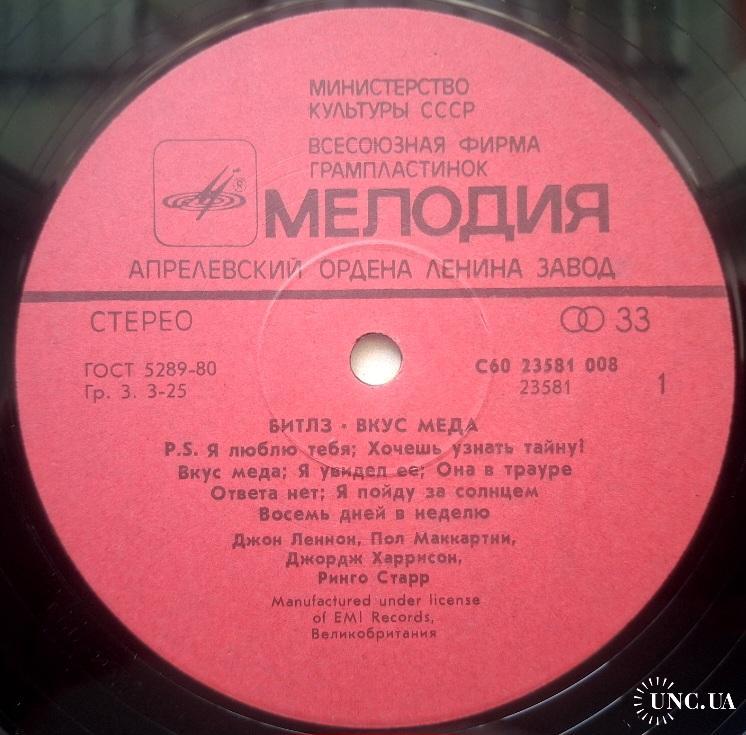 МИНИСТЕРСТВО
КУЛЬТУРЫ СССР
ВСЕСОЮЗНАЯ ФИРМА
ГРАМПЛАСТИНОК
®
МЕЛОДИЯ
АПРЕЛЕВСКИЙ ОРДЕНА ЛЕНИНА ЗАВОД
СТЕРЕО 33
ГОСТ 5289-80 С60 23581 008
Гр. 3. 3-25 23581 1
БИТЛЗ · ВКУС МЕДА
P.S. Я люблю тебя; Хочешь узнать тайну?
Вкус меда; Я увидел ее; Она в трауре
Ответа нет; Я пойду за солнцем
Восемь дней в неделю
Джон Леннон, Пол Маккартни,
Джордж Харрисон,
Ринго Старр
Manufactured under license
of EMI Records,
Великобритания
UNC.UA